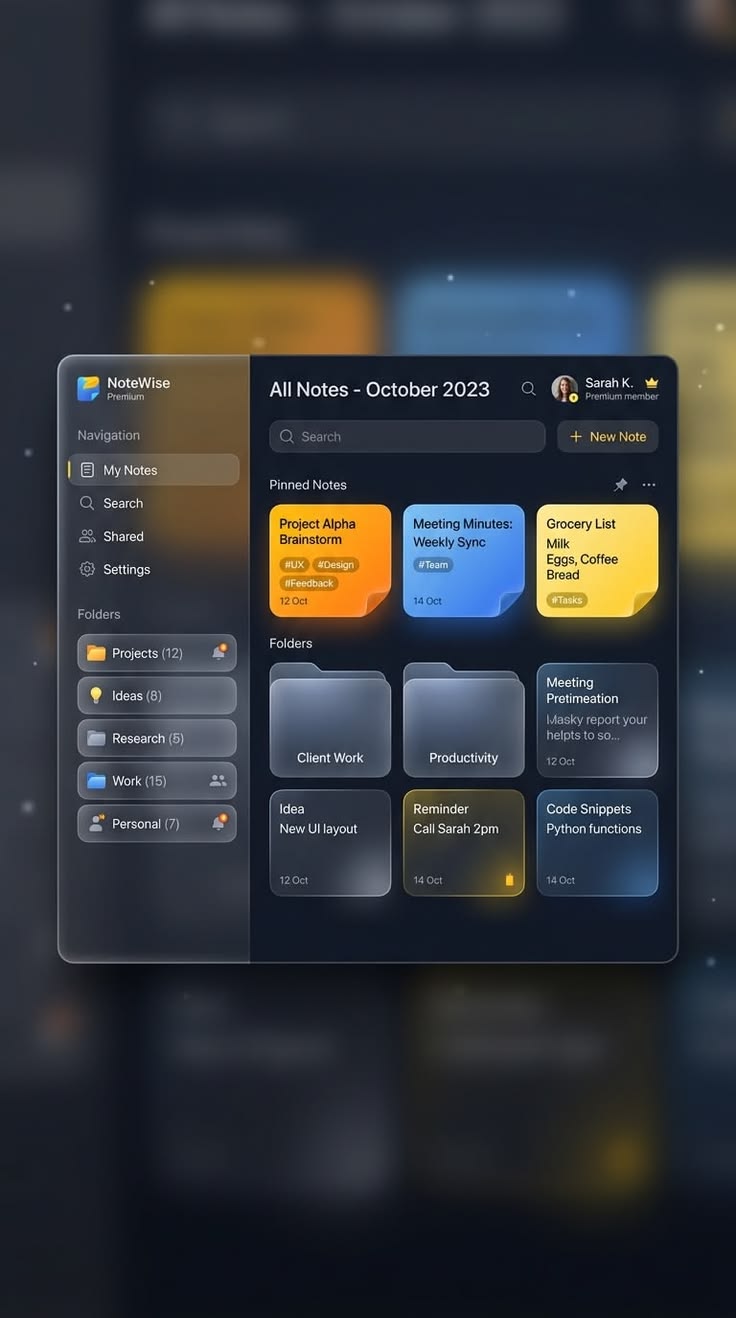 NoteWise
Premium
Navigation
My Notes
Search
Shared
Settings
Folders
Projects (12)
Ideas (8)
Research (5)
Work (15)
Personal (7)
All Notes - October 2023
Sarah K.
Premium member
Search
+ New Note
Pinned Notes
Project Alpha
Brainstorm
#UX #Design
#Feedback
12 Oct
Meeting Minutes:
Weekly Sync
#Team
14 Oct
Grocery List
Milk
Eggs, Coffee
Bread
#Tasks
Folders
Client Work
Productivity
Meeting
Pretimeation
Masky report your
helpts to so...
12 Oct
Idea
New UI layout
12 Oct
Reminder
Call Sarah 2pm
14 Oct
Code Snippets
Python functions
14 Oct